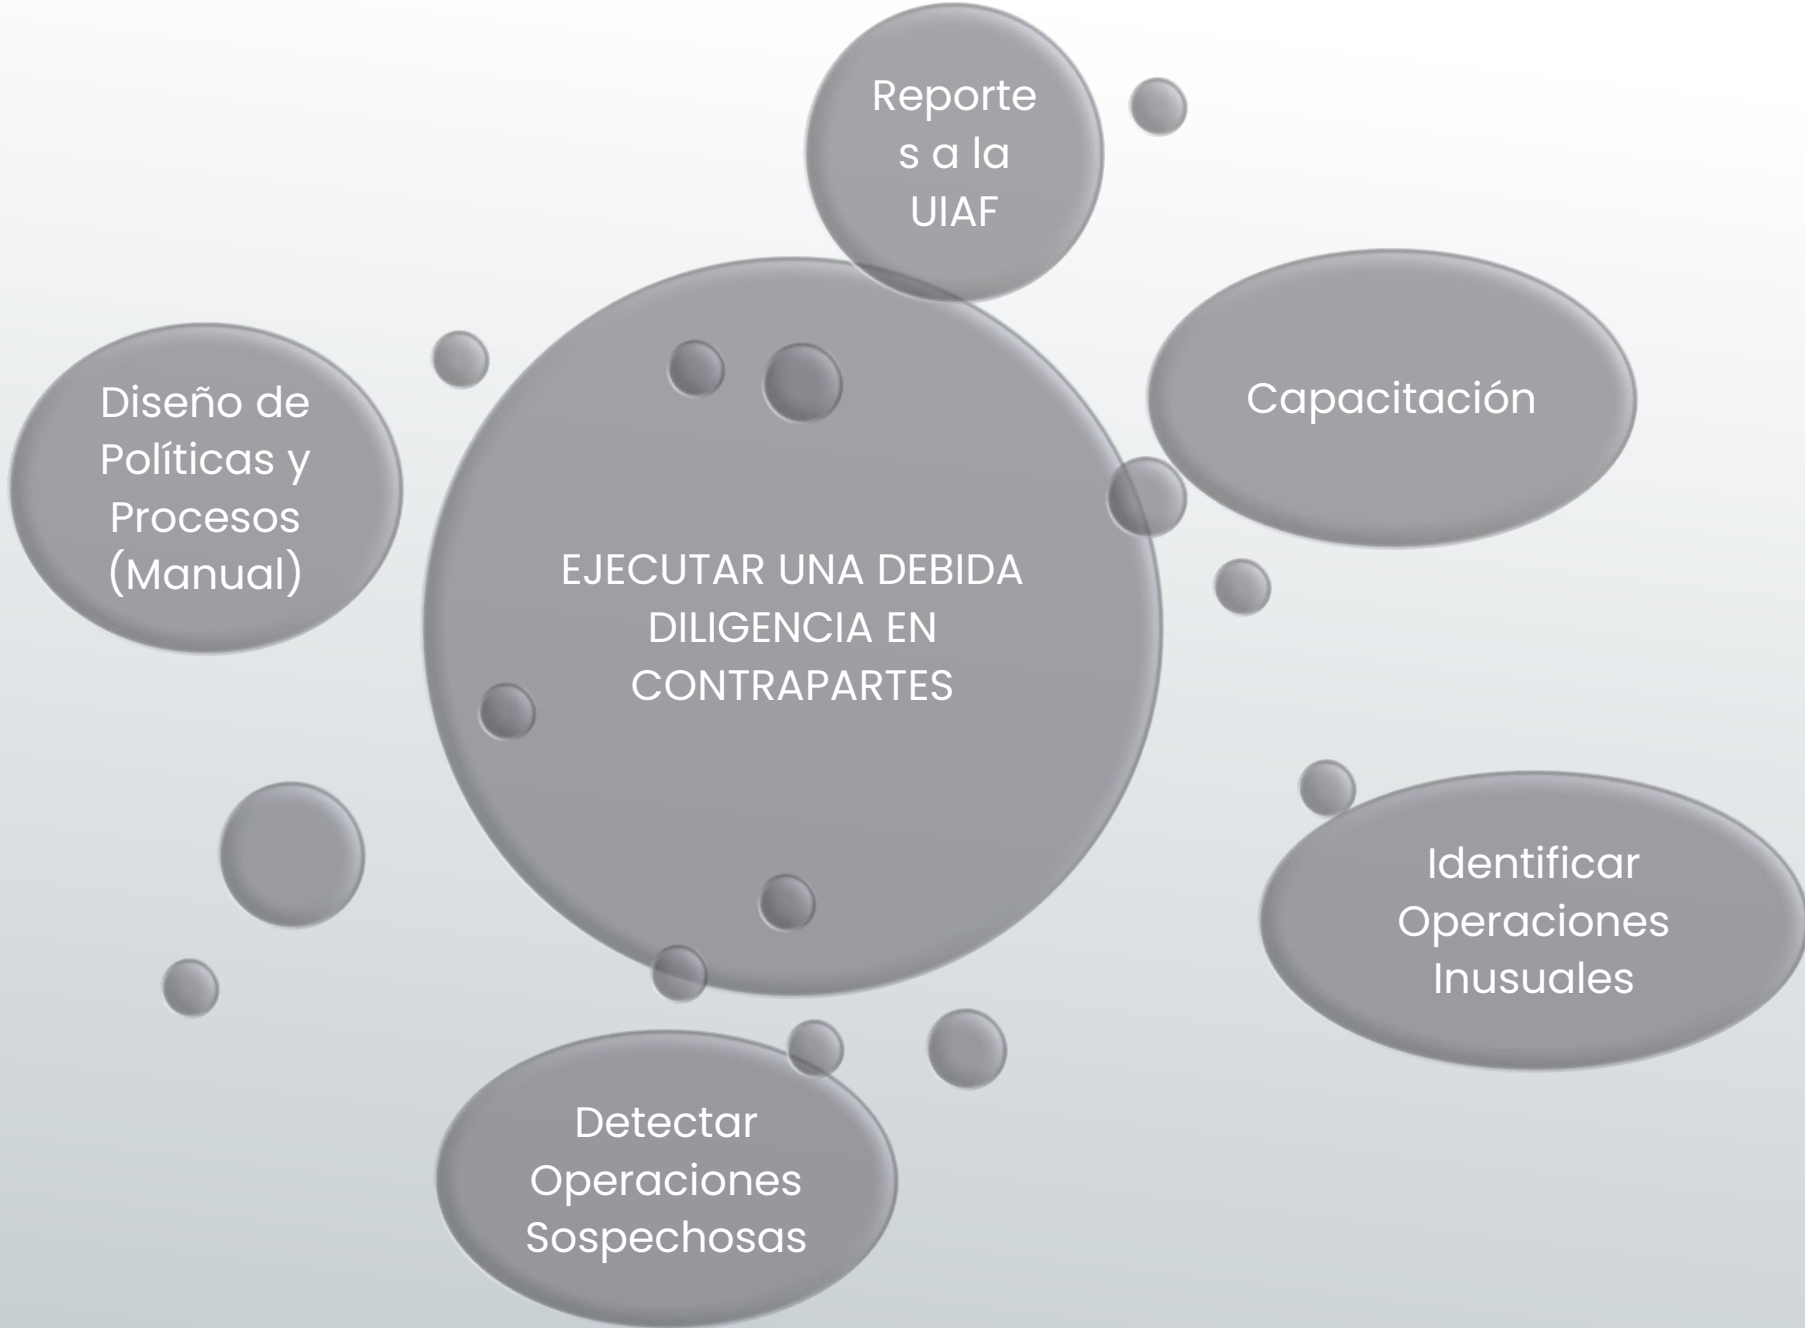 Reporte
s a la
UIAF
Capacitación
Diseño de
Políticas y
Procesos
(Manual)
EJECUTAR UNA DEBIDA
DILIGENCIA EN
CONTRAPARTES
Identificar
Operaciones
Inusuales
Detectar
Operaciones
Sospechosas